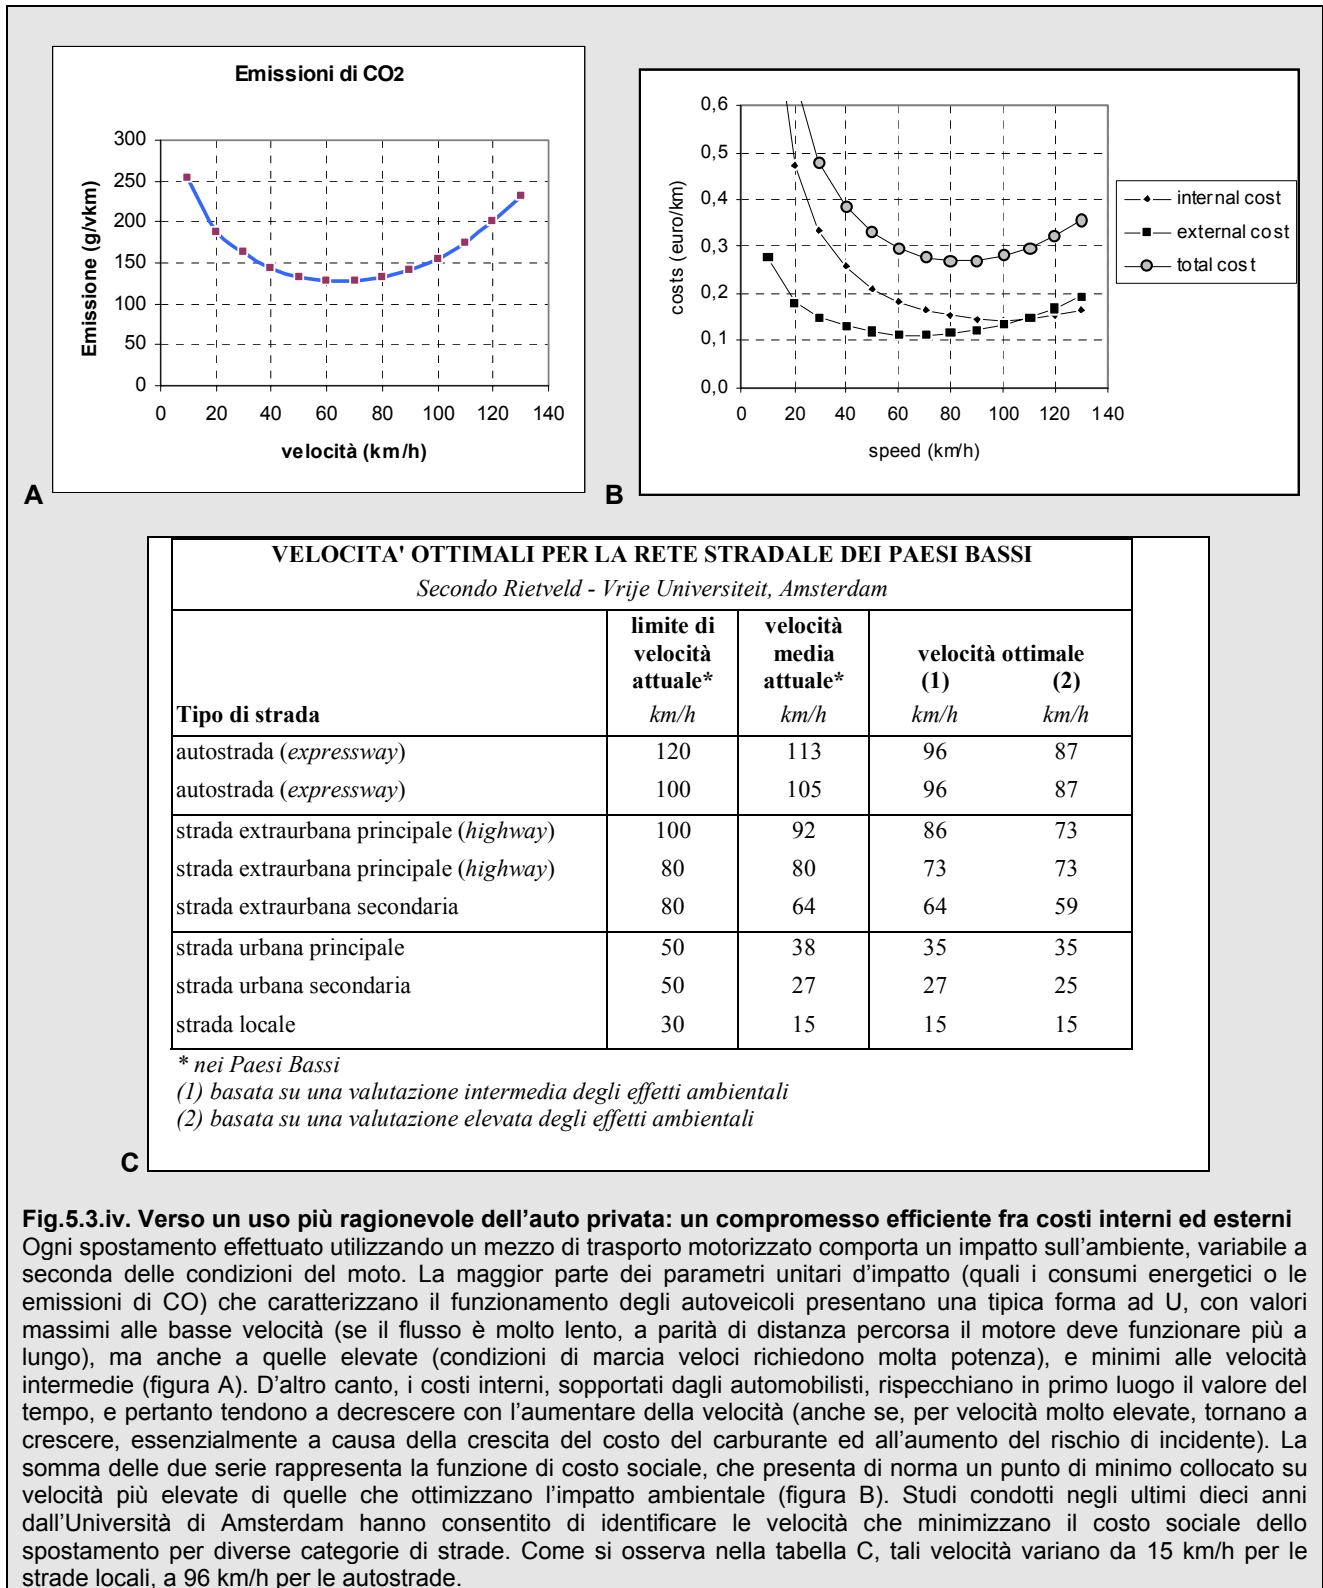 Emissioni di CO2
300
250
200
150
100
50
0
0 20 40 60 80 100 120 140
Emissione (g/vkm)
velocità (km/h)
A
0,6
0,5
0,4
0,3
0,2
0,1
0,0
0 20 40 60 80 100 120 140
costs (euro/km)
speed (km/h)
internal cost
external cost
total cost
B
VELOCITA' OTTIMALI PER LA RETE STRADALE DEI PAESI BASSI
Secondo Rietveld - Vrije Universiteit, Amsterdam
limite di velocità
velocità media velocità ottimale
attuale* attuale* (1) (2)
Tipo di strada km/h km/h km/h km/h
autostrada (expressway) 120 113 96 87
autostrada (expressway) 100 105 96 87
strada extraurbana principale (highway) 100 92 86 73
strada extraurbana principale (highway) 80 80 73 73
strada extraurbana secondaria 80 64 64 59
strada urbana principale 50 38 35 35
strada urbana secondaria 50 27 27 25
strada locale 30 15 15 15
* nei Paesi Bassi
(1) basata su una valutazione intermedia degli effetti ambientali
(2) basata su una valutazione elevata degli effetti ambientali
C
Fig.5.3.iv. Verso un uso più ragionevole dell'auto privata: un compromesso efficiente fra costi interni ed esterni
Ogni spostamento effettuato utilizzando un mezzo di trasporto motorizzato comporta un impatto sull'ambiente, variabile a
seconda delle condizioni del moto. La maggior parte dei parametri unitari d'impatto (quali i consumi energetici o le
emissioni di CO) che caratterizzano il funzionamento degli autoveicoli presentano una tipica forma ad U, con valori
massimi alle basse velocità (se il flusso è molto lento, a parità di distanza percorsa il motore deve funzionare più a
lungo), ma anche a quelle elevate (condizioni di marcia veloci richiedono molta potenza), e minimi alle velocità
intermedie (figura A). D'altro canto, i costi interni, sopportati dagli automobilisti, rispecchiano in primo luogo il valore del
tempo, e pertanto tendono a decrescere con l'aumentare della velocità (anche se, per velocità molto elevate, tornano a
crescere, essenzialmente a causa della crescita del costo del carburante ed all'aumento del rischio di incidente). La
somma delle due serie rappresenta la funzione di costo sociale, che presenta di norma un punto di minimo collocato su
velocità più elevate di quelle che ottimizzano l'impatto ambientale (figura B). Studi condotti negli ultimi dieci anni
dall'Università di Amsterdam hanno consentito di identificare le velocità che minimizzano il costo sociale dello
spostamento per diverse categorie di strade. Come si osserva nella tabella C, tali velocità variano da 15 km/h per le
strade locali, a 96 km/h per le autostrade.